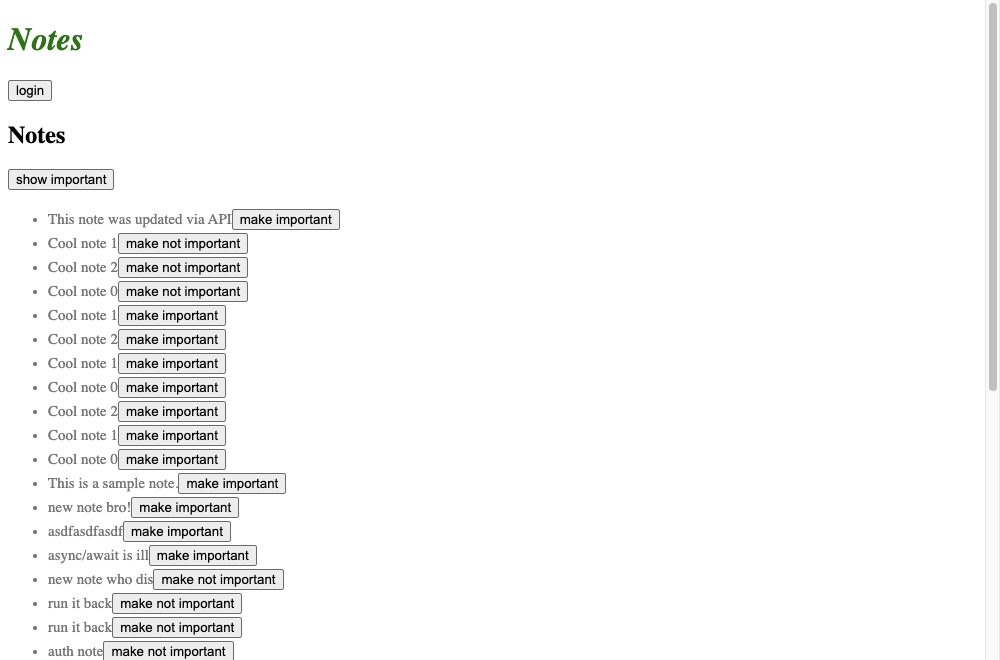 Notes
login
Notes
show important
This note was updated via API make important
Cool note 1 make not important
Cool note 2 make not important
Cool note 0 make not important
Cool note 1 make important
Cool note 2 make important
Cool note 1 make important
Cool note 0 make important
Cool note 2 make important
Cool note 1 make important
Cool note 0 make important
This is a sample note. make important
new note bro! make important
asdfasdfasdf make important
async/await is ill make important
new note who dis make not important
run it back make not important
run it back make not important
auth note make not important